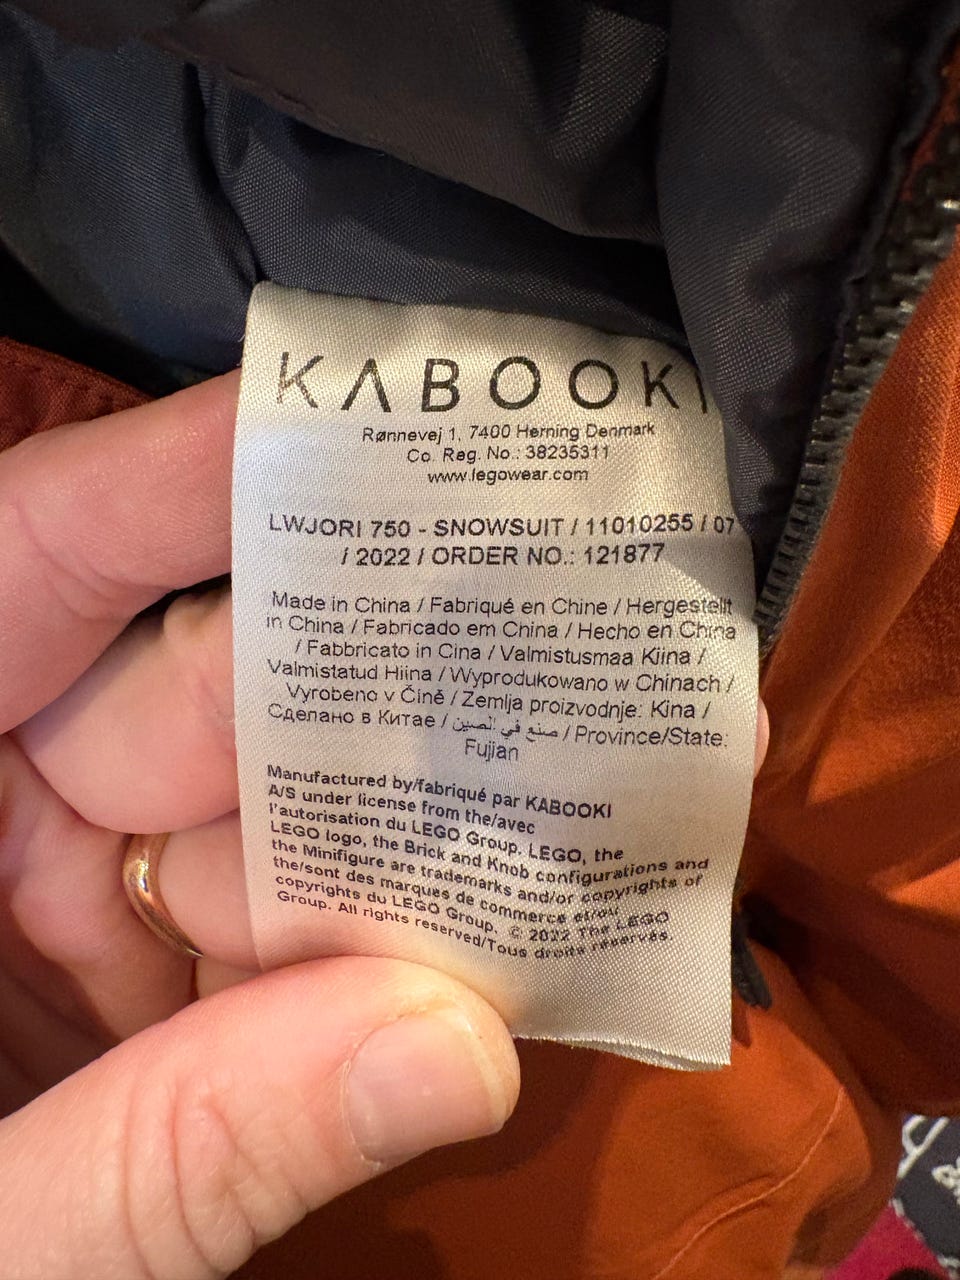 KABOOKI
Rønnevej 1, 7400 Herning Denmark
Co. Reg. No.: 38235311
www.legowear.com
LWJORI 750 - SNOWSUIT / 11010255 / 07
/ 2022 / ORDER NO.: 121877
Made in China / Fabriqué en Chine / Hergestellt
in China / Fabricado em China / Hecho en China
/ Fabbricato in Cina / Valmistusmaa Kiina /
Valmistatud Hiina / Wyprodukowano w Chinach /
Vyrobeno v Číně / Zemlja proizvodnje: Kina /
Сделано в Китае / صنع في الصين / Province/State:
Fujian
Manufactured by/fabriqué par KABOOKI
A/S under license from the/avec
l'autorisation du LEGO Group. LEGO, the
LEGO logo, the Brick and Knob configurations and
the Minifigure are trademarks and/or copyrights of
the/sont des marques de commerce et/ou
copyrights du LEGO Group. © 2022 The LEGO
Group. All rights reserved/Tous droits réservés.